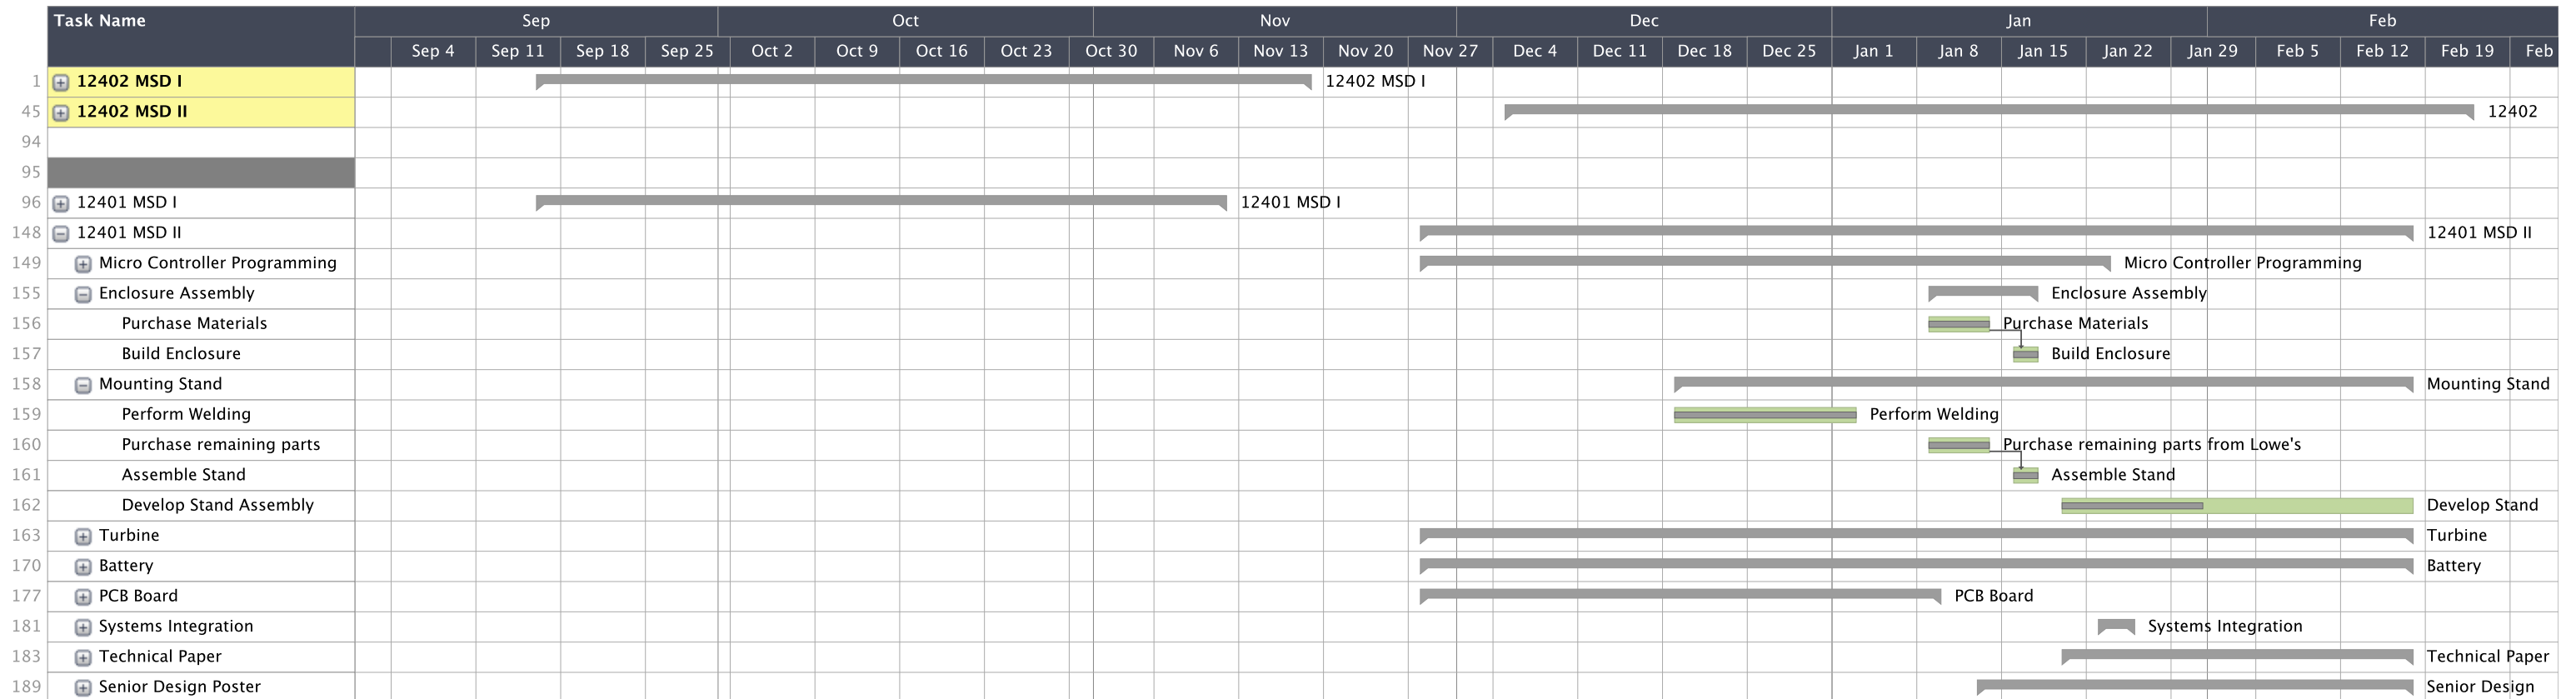 Task Name Sep Oct Nov Dec Jan Feb
Sep 4 Sep 11 Sep 18 Sep 25 Oct 2 Oct 9 Oct 16 Oct 23 Oct 30 Nov 6 Nov 13 Nov 20 Nov 27 Dec 4 Dec 11 Dec 18 Dec 25 Jan 1 Jan 8 Jan 15 Jan 22 Jan 29 Feb 5 Feb 12 Feb 19 Feb
1 12402 MSD I 12402 MSD I
45 12402 MSD II 12402
94
95
96 12401 MSD I 12401 MSD I
148 12401 MSD II 12401 MSD II
149 Micro Controller Programming Micro Controller Programming
155 Enclosure Assembly Enclosure Assembly
156 Purchase Materials Purchase Materials
157 Build Enclosure Build Enclosure
158 Mounting Stand Mounting Stand
159 Perform Welding Perform Welding
160 Purchase remaining parts Purchase remaining parts from Lowe's
161 Assemble Stand Assemble Stand
162 Develop Stand Assembly Develop Stand
163 Turbine Turbine
170 Battery Battery
177 PCB Board PCB Board
181 Systems Integration Systems Integration
183 Technical Paper Technical Paper
189 Senior Design Poster Senior Design